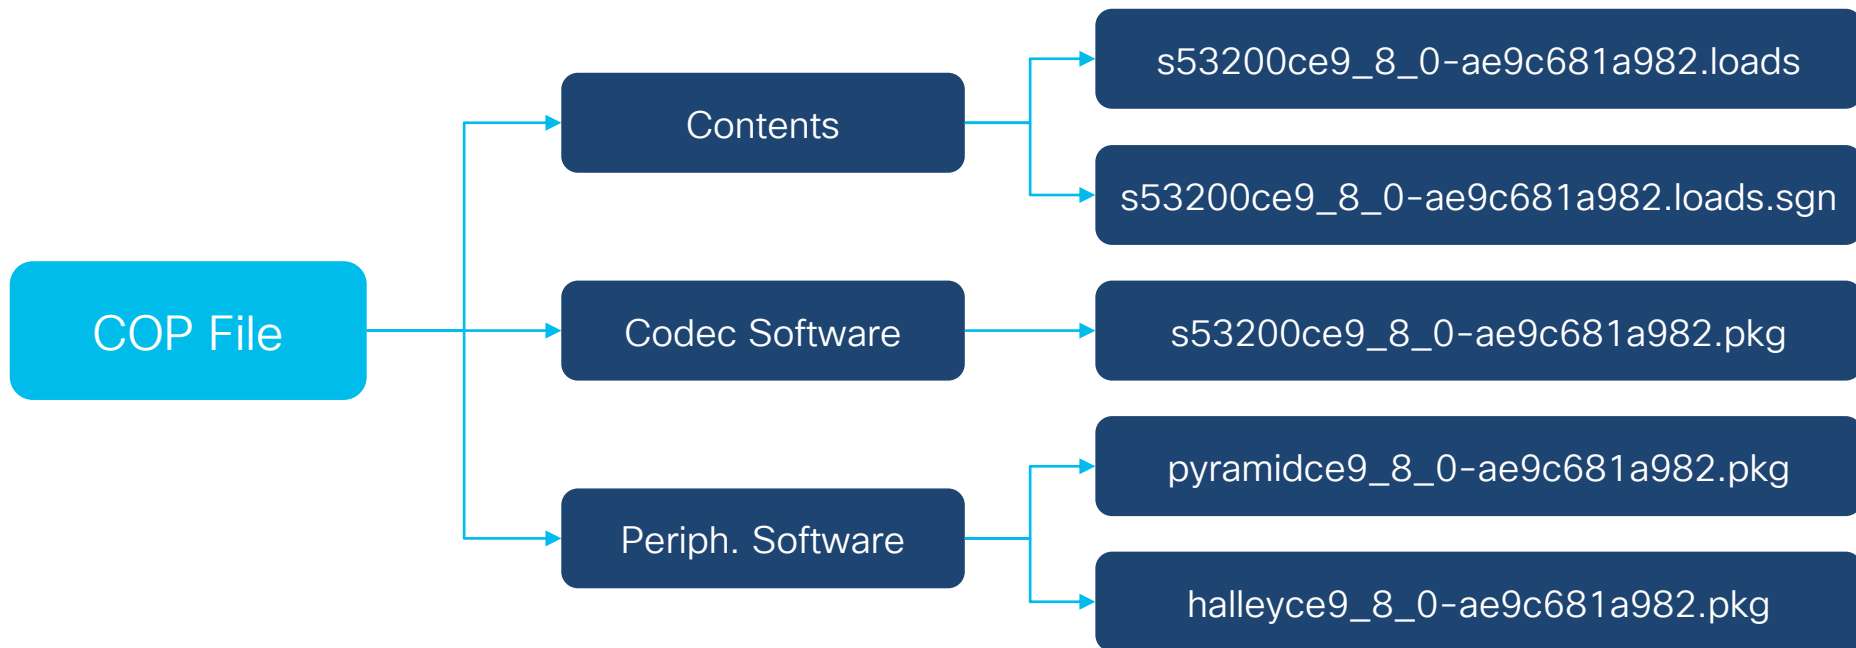 COP File
Contents
s53200ce9_8_0-ae9c681a982.loads
s53200ce9_8_0-ae9c681a982.loads.sgn
Codec Software
s53200ce9_8_0-ae9c681a982.pkg
Periph. Software
pyramidce9_8_0-ae9c681a982.pkg
halleyce9_8_0-ae9c681a982.pkg